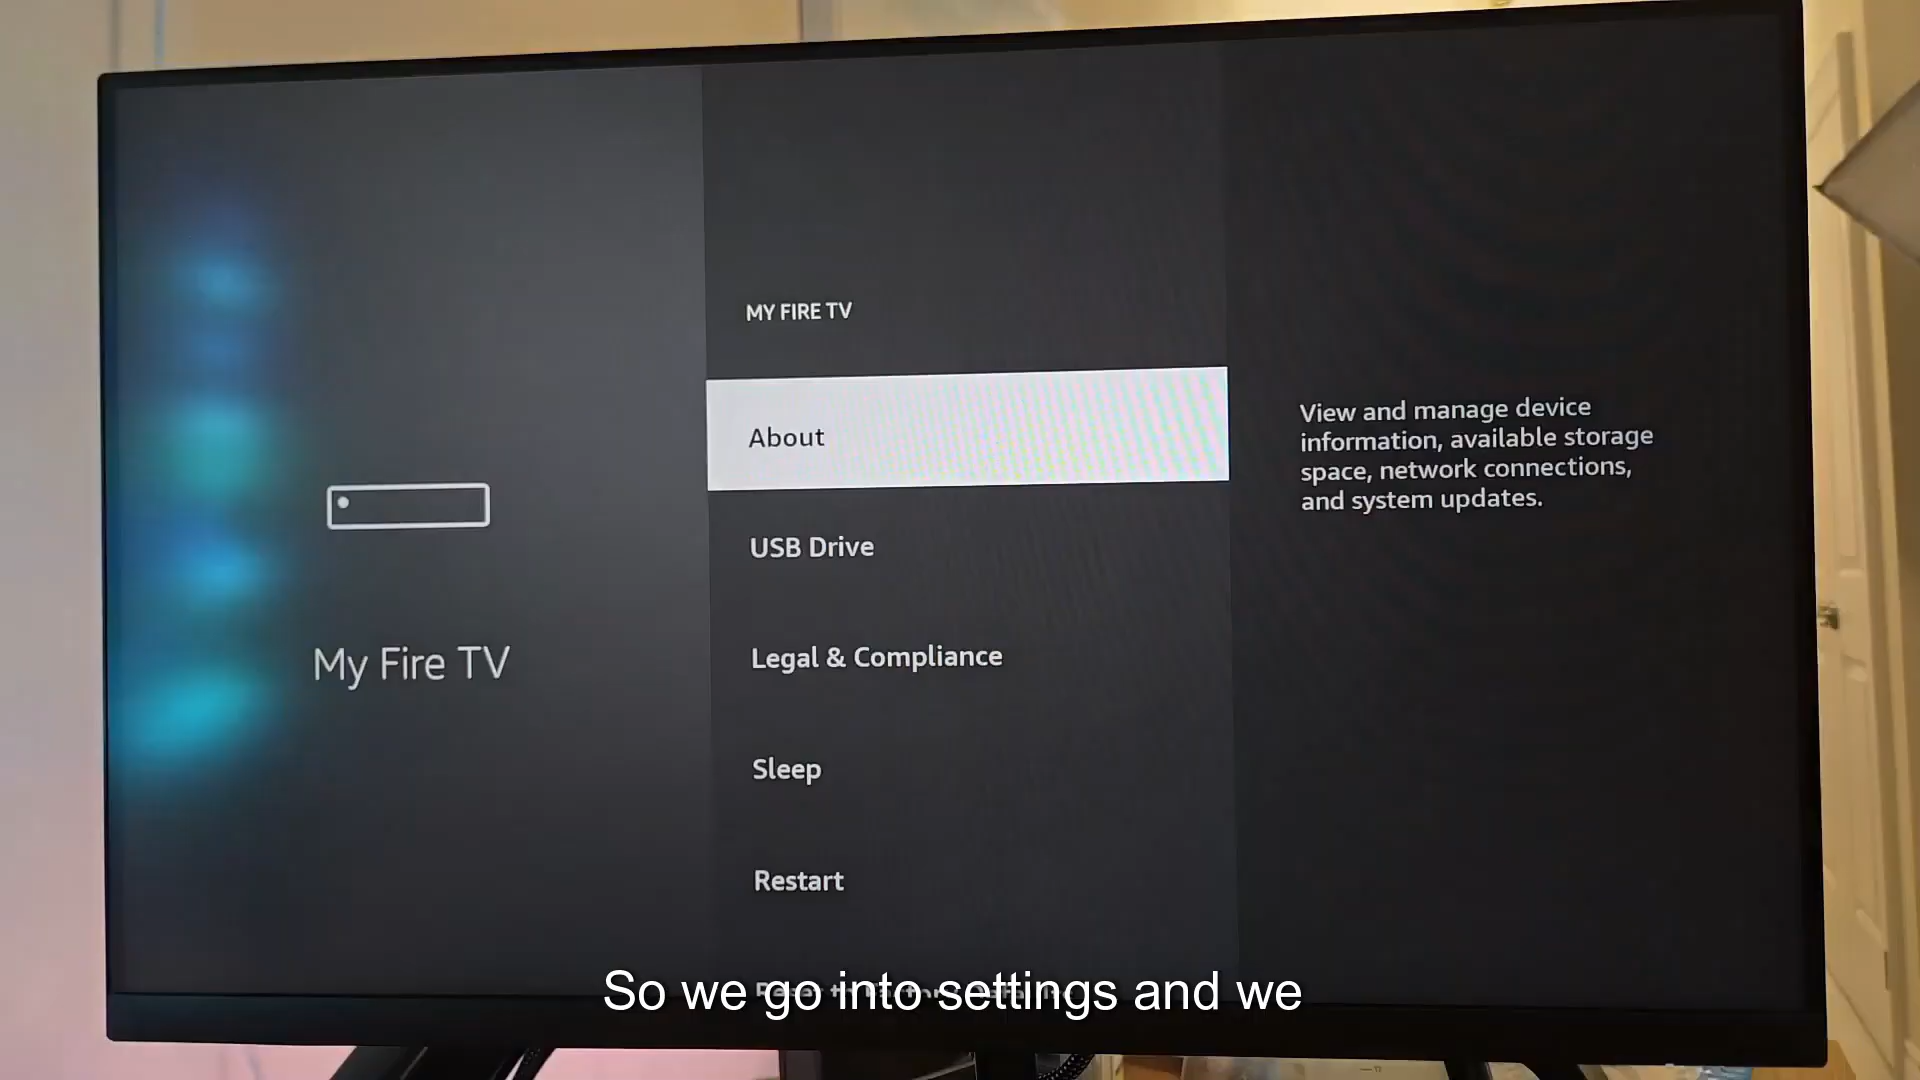 MY FIRE TV
About
USB Drive
Legal & Compliance
Sleep
Restart
My Fire TV
View and manage device
information, available storage
space, network connections,
and system updates.
So we go into settings and we